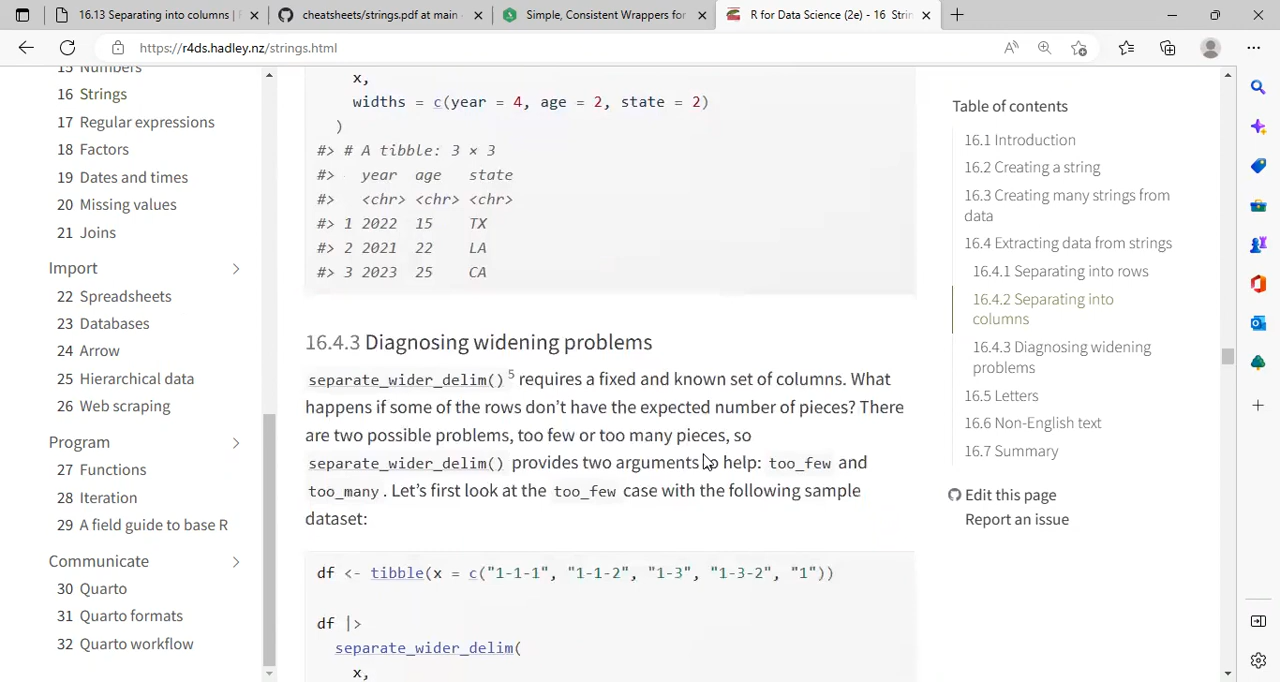 16.13 Separating into columns | F
cheatsheets/strings.pdf at main
Simple, Consistent Wrappers for
R for Data Science (2e) - 16 Strin
https://r4ds.hadley.nz/strings.html
15 Numbers
16 Strings
17 Regular expressions
18 Factors
19 Dates and times
20 Missing values
21 Joins
Import
22 Spreadsheets
23 Databases
24 Arrow
25 Hierarchical data
26 Web scraping
Program
27 Functions
28 Iteration
29 A field guide to base R
Communicate
30 Quarto
31 Quarto formats
32 Quarto workflow
x,
widths = c(year = 4, age = 2, state = 2)
)
#> # A tibble: 3 × 3
#> year age state
#> <chr> <chr> <chr>
#> 1 2022 15 TX
#> 2 2021 22 LA
#> 3 2023 25 CA
16.4.3 Diagnosing widening problems
separate_wider_delim() 5 requires a fixed and known set of columns. What
happens if some of the rows don’t have the expected number of pieces? There
are two possible problems, too few or too many pieces, so
separate_wider_delim() provides two arguments to help: too_few and
too_many . Let’s first look at the too_few case with the following sample
dataset:
df <- tibble(x = c("1-1-1", "1-1-2", "1-3", "1-3-2", "1"))
df |>
separate_wider_delim(
x,
Table of contents
16.1 Introduction
16.2 Creating a string
16.3 Creating many strings from
data
16.4 Extracting data from strings
16.4.1 Separating into rows
16.4.2 Separating into
columns
16.4.3 Diagnosing widening
problems
16.5 Letters
16.6 Non-English text
16.7 Summary
Edit this page
Report an issue